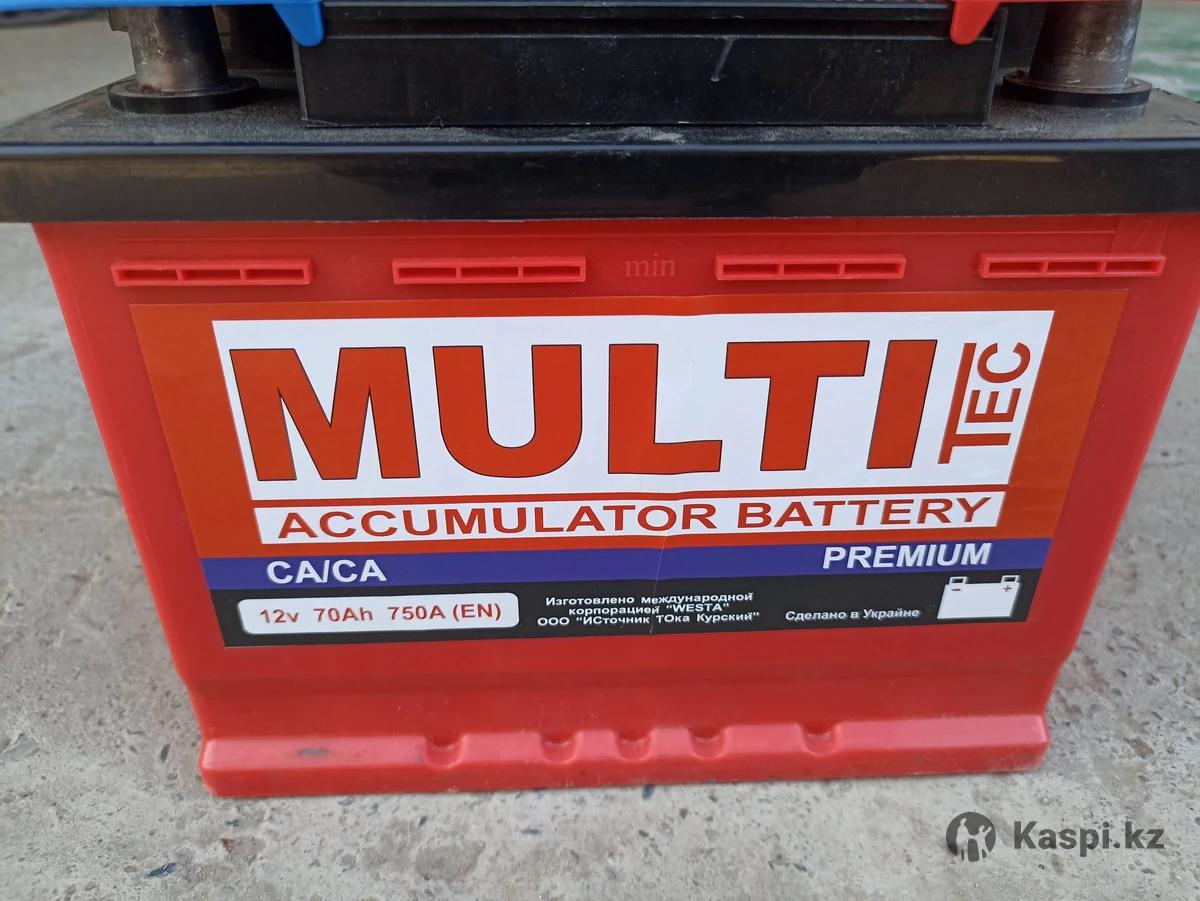 min
MULTI
TEC
ACCUMULATOR BATTERY
CA/CA
PREMIUM
12v 70Ah 750A (EN)
Изготовлено международной
корпорацией "WESTA"
ООО "ИСточник ТОка Курский"
Сделано в Украйне
- +
Kaspi.kz